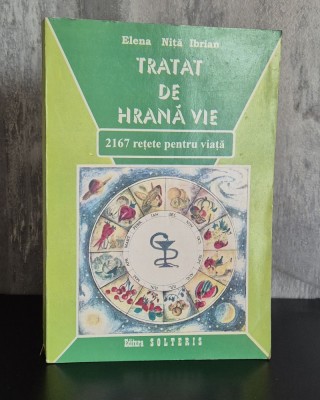 Elena Niță Ibrian
TRATAT
DE
HRANĂ VIE
2167 rețete pentru viață
Editura SOLTERIS